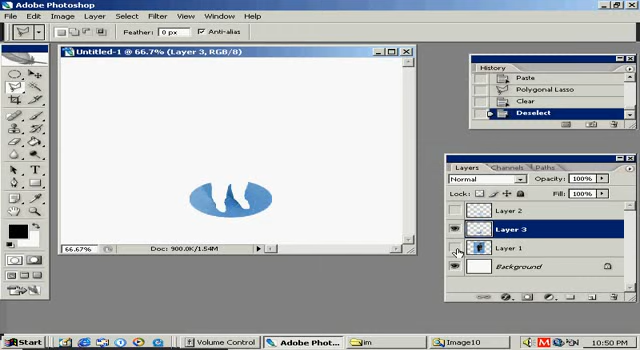 Adobe Photoshop
File Edit Image Layer Select Filter View Window Help
Feather: 0 px Anti-alias
Untitled-1 @ 66.7% (Layer 3, RGB/8)
66.67% Doc: 900.0K/1.54M
History
Paste
Polygonal Lasso
Clear
Deselect
Layers Channels Paths
Normal Opacity: 100%
Lock: Fill: 100%
Layer 2
Layer 3
Layer 1
Background
Start Volume Control Adobe Phot... im Image10 10:50 PM